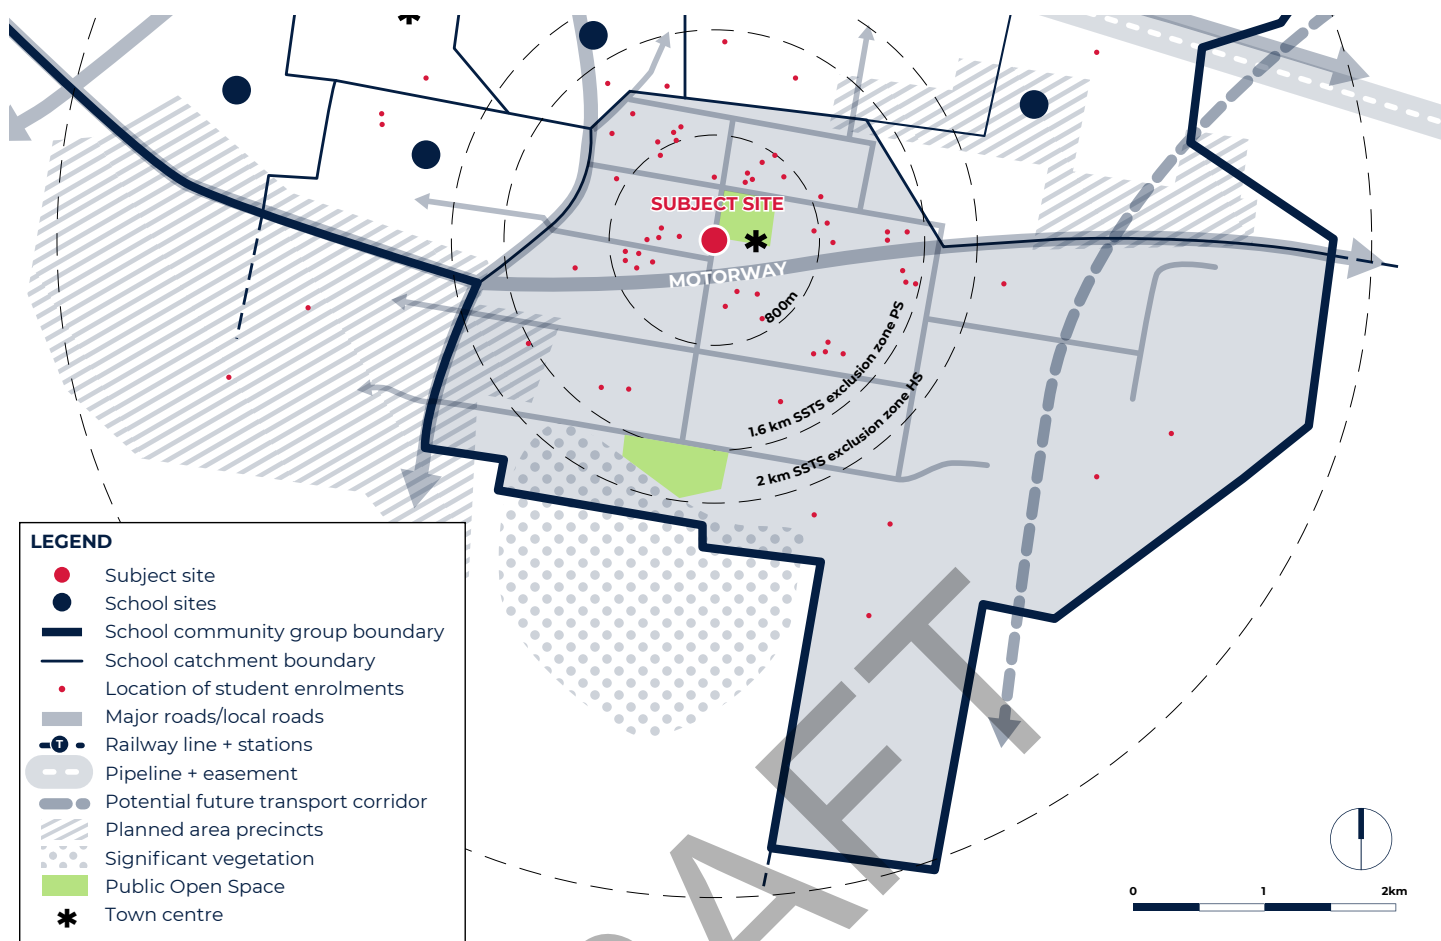 SUBJECT SITE
MOTORWAY
800m
1.6 km SSTS exclusion zone PS
2 km SSTS exclusion zone HS
LEGEND
Subject site
School sites
School community group boundary
School catchment boundary
Location of student enrolments
Major roads/local roads
T
Railway line + stations
Pipeline + easement
Potential future transport corridor
Planned area precincts
Significant vegetation
Public Open Space
Town centre
0 1 2km